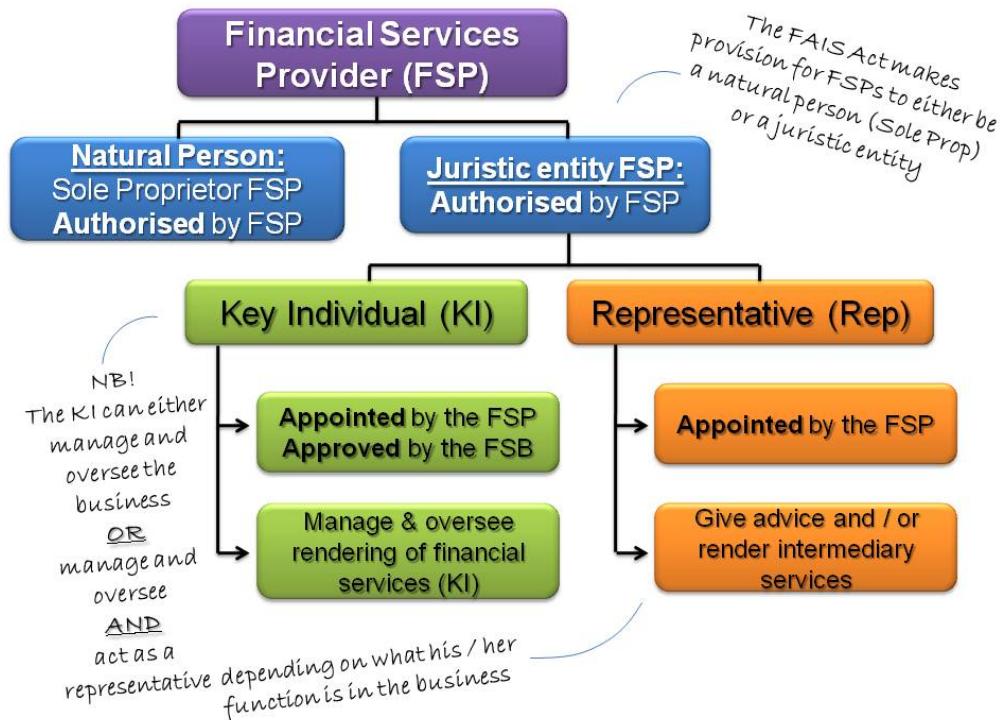 Financial Services
Provider (FSP)
The FAIS Act makes
provision for FSPs to either be
a natural person (Sole Prop)
or a juristic entity
Natural Person:
Sole Proprietor FSP
Authorised by FSP
Juristic entity FSP:
Authorised by FSP
Key Individual (KI)
Representative (Rep)
NB!
The KI can either
manage and
oversee the
business
OR
manage and
oversee
AND
act as a
representative depending on what his / her
function is in the business
Appointed by the FSP
Approved by the FSB
Appointed by the FSP
Manage & oversee
rendering of financial
services (KI)
Give advice and / or
render intermediary
services